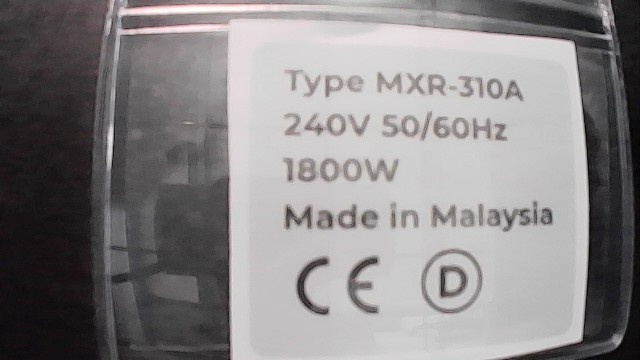 Type MXR-310A
240V 50/60Hz
1800W
Made in Malaysia
CE D